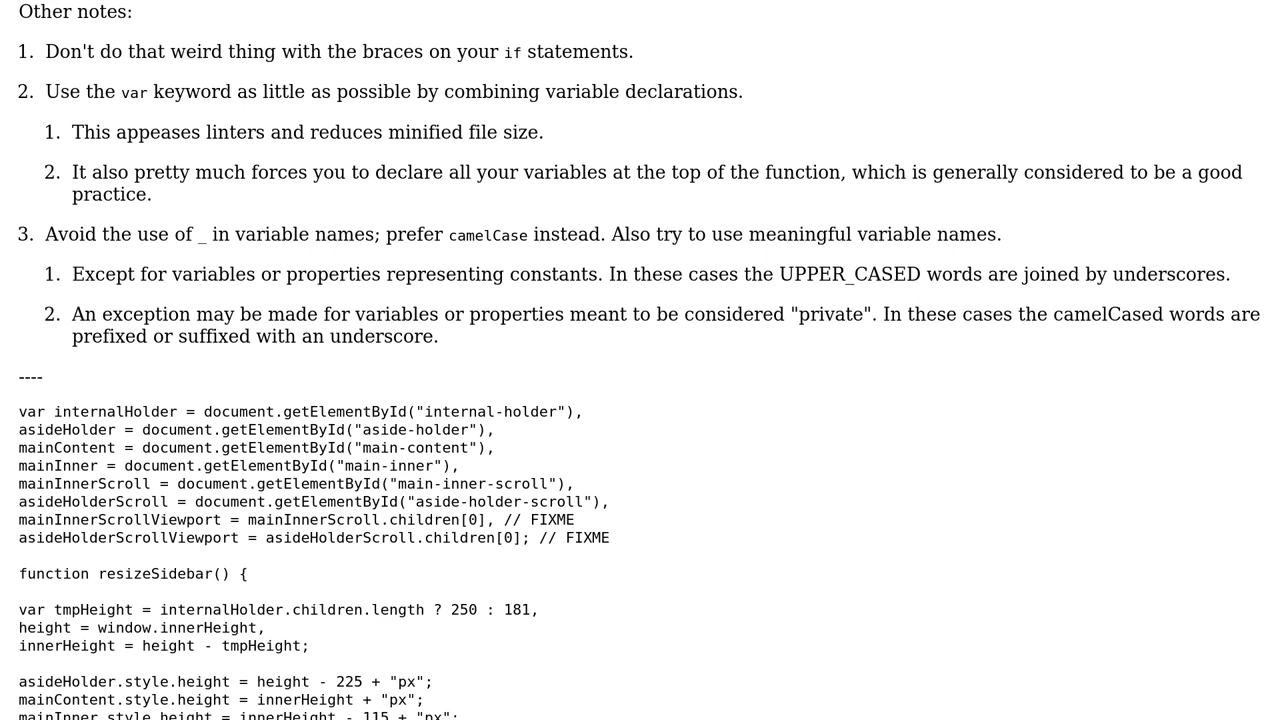 Other notes:
1. Don't do that weird thing with the braces on your if statements.
2. Use the var keyword as little as possible by combining variable declarations.
1. This appeases linters and reduces minified file size.
2. It also pretty much forces you to declare all your variables at the top of the function, which is generally considered to be a good
practice.
3. Avoid the use of _ in variable names; prefer camelCase instead. Also try to use meaningful variable names.
1. Except for variables or properties representing constants. In these cases the UPPER_CASED words are joined by underscores.
2. An exception may be made for variables or properties meant to be considered "private". In these cases the camelCased words are
prefixed or suffixed with an underscore.
----
var internalHolder = document.getElementById("internal-holder"),
asideHolder = document.getElementById("aside-holder"),
mainContent = document.getElementById("main-content"),
mainInner = document.getElementById("main-inner"),
mainInnerScroll = document.getElementById("main-inner-scroll"),
asideHolderScroll = document.getElementById("aside-holder-scroll"),
mainInnerScrollViewport = mainInnerScroll.children[0], // FIXME
asideHolderScrollViewport = asideHolderScroll.children[0]; // FIXME
function resizeSidebar() {
var tmpHeight = internalHolder.children.length ? 250 : 181,
height = window.innerHeight,
innerHeight = height - tmpHeight;
asideHolder.style.height = height - 225 + "px";
mainContent.style.height = innerHeight + "px";
mainInner.style.height = innerHeight - 115 + "px";